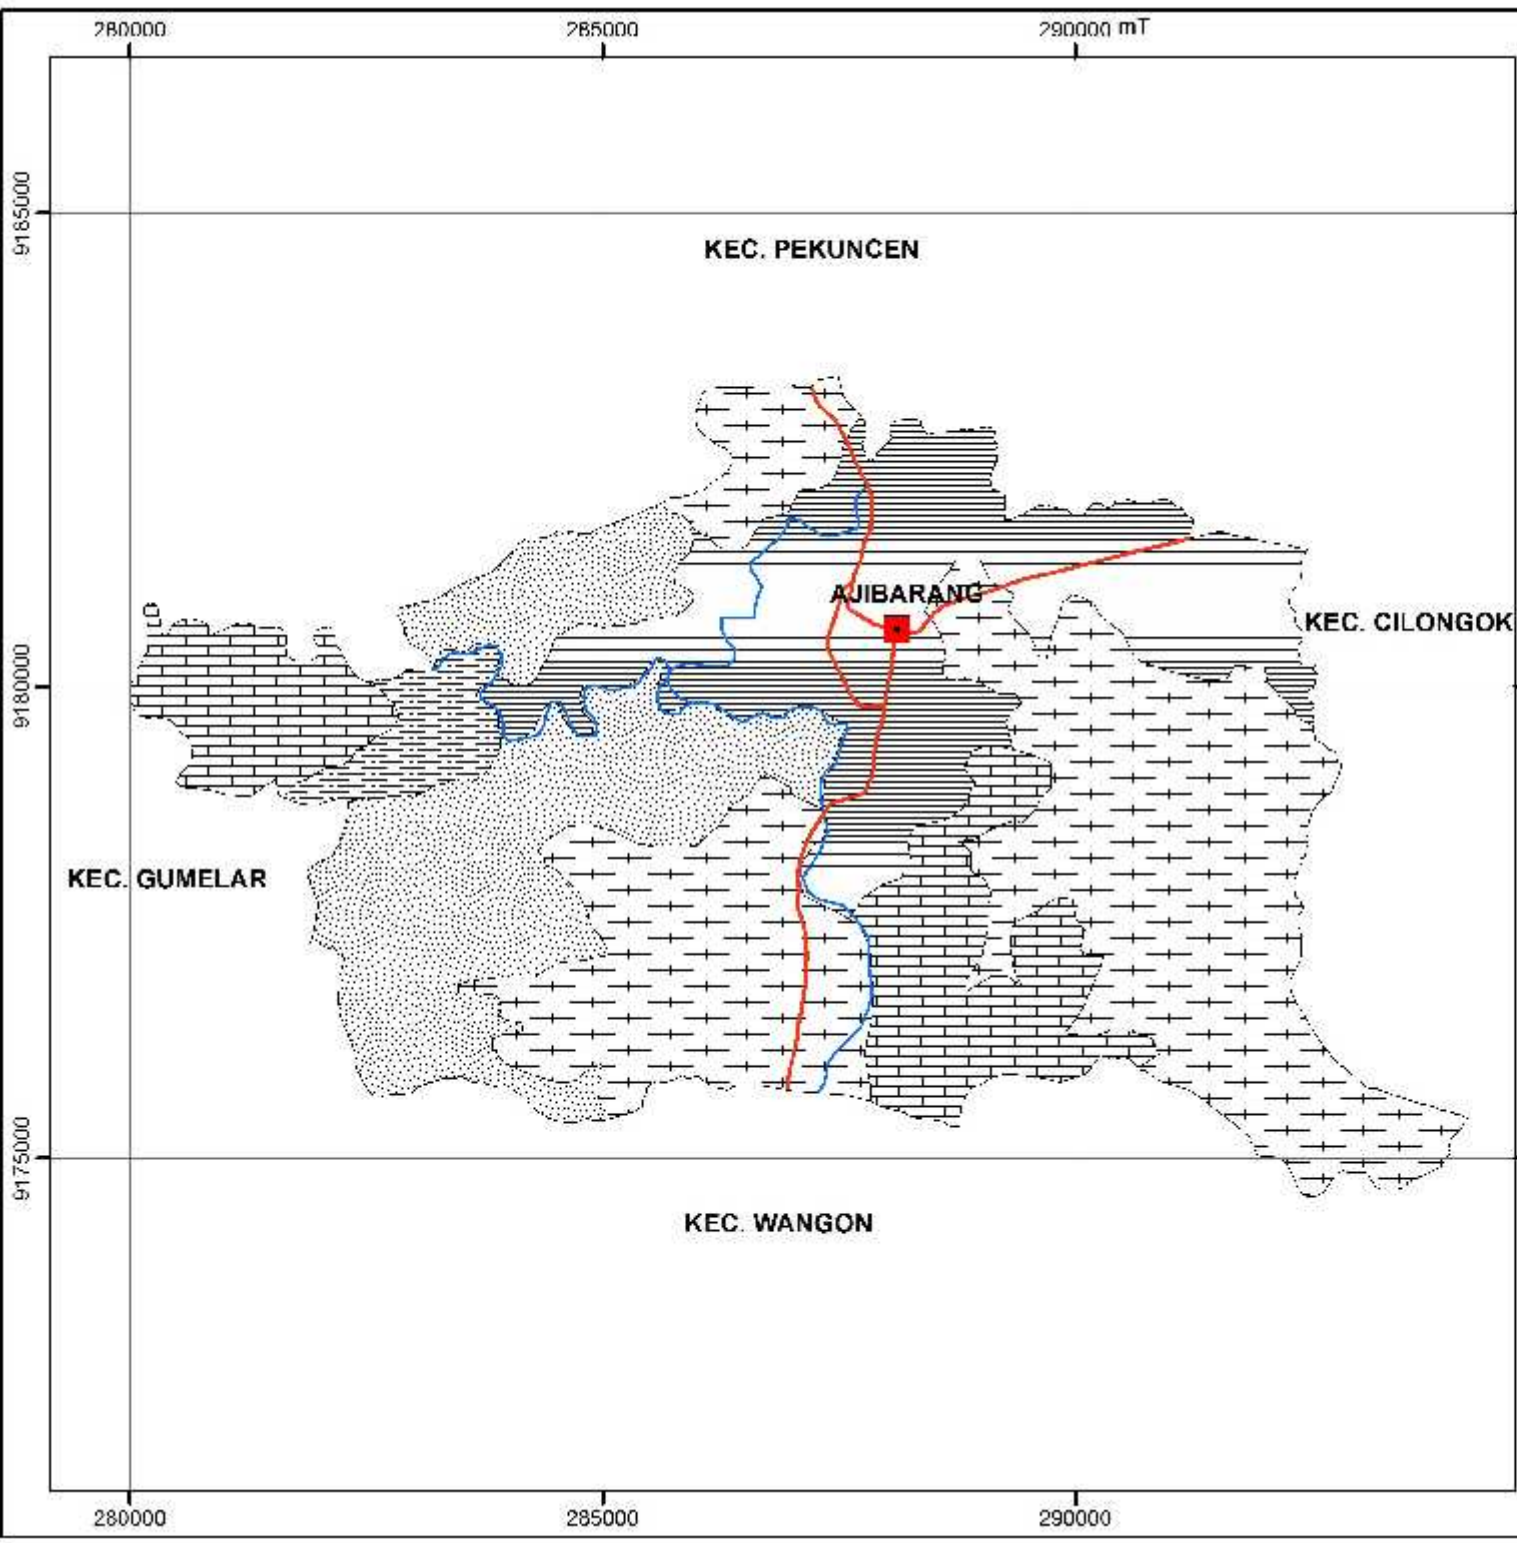 280000 285000 290000 mT
9185000
KEC. PEKUNCEN
AJIBARANG
KEC. CILONGOK
9180000
KEC. GUMELAR
9175000
KEC. WANGON
280000 285000 290000